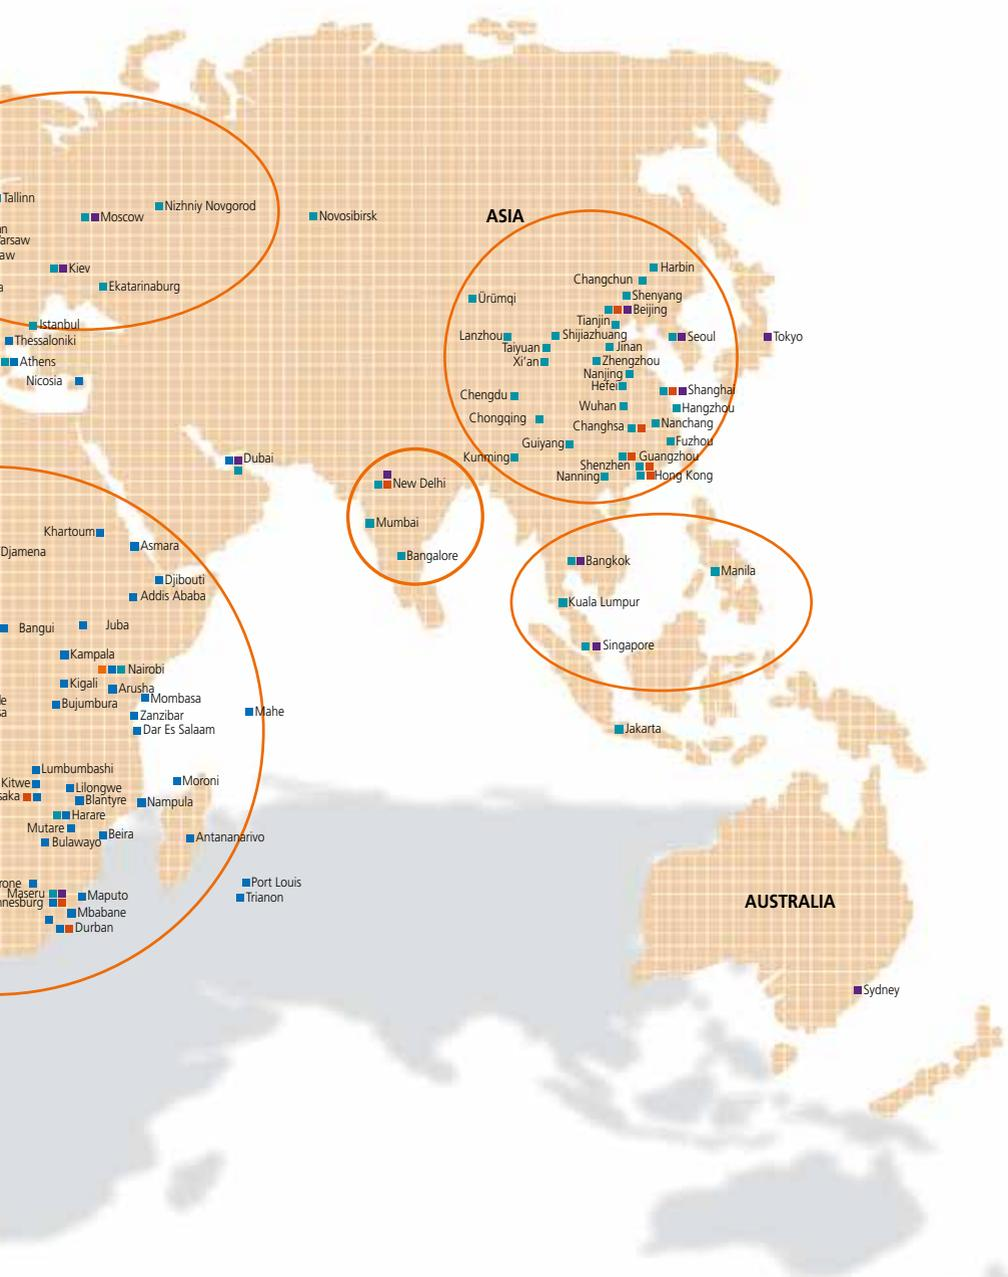 Tallinn
Nizhniy Novgorod
Moscow
Novosibirsk
ASIA
arsaw
aw
Kiev
Ekatarinaburg
Harbin
Changchun
Ürümqi
Shenyang
Beijing
Tianjin
Istanbul
Thessaloniki
Lanzhou
Shijiazhuang
Seoul
Tokyo
Taiyuan
Jinan
Athens
Xi'an
Zhengzhou
Nanjing
Nicosia
Hefei
Shanghai
Chengdu
Wuhan
Hangzhou
Chongqing
Changhsa
Nanchang
Guiyang
Fuzhou
Dubai
Kunming
Guangzhou
Shenzhen
Nanning
Hong Kong
New Delhi
Mumbai
Khartoum
Asmara
Djamena
Bangalore
Bangkok
Manila
Djibouti
Addis Ababa
Kuala Lumpur
Bangui
Juba
Singapore
Kampala
Nairobi
Kigali
Arusha
Mombasa
Bujumbura
Zanzibar
Mahe
Dar Es Salaam
Jakarta
Lumbumbashi
Kitwe
Lilongwe
Moroni
saka
Blantyre
Nampula
Harare
Mutare
Beira
Bulawayo
Antananarivo
rone
Port Louis
Maseru
Maputo
Trianon
nnesburg
AUSTRALIA
Mbabane
Durban
Sydney